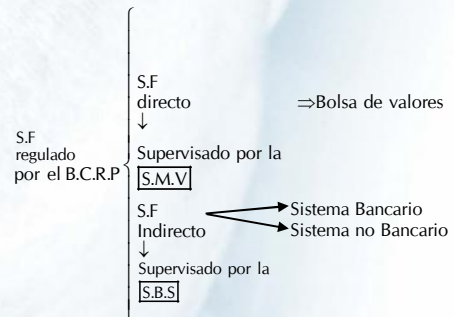 S.F
directo
⇒Bolsa de valores
↓
S.F
regulado
por el B.C.R.P
Supervisado por la
S.M.V
S.F
Indirecto
Sistema Bancario
Sistema no Bancario
↓
Supervisado por la
S.B.S